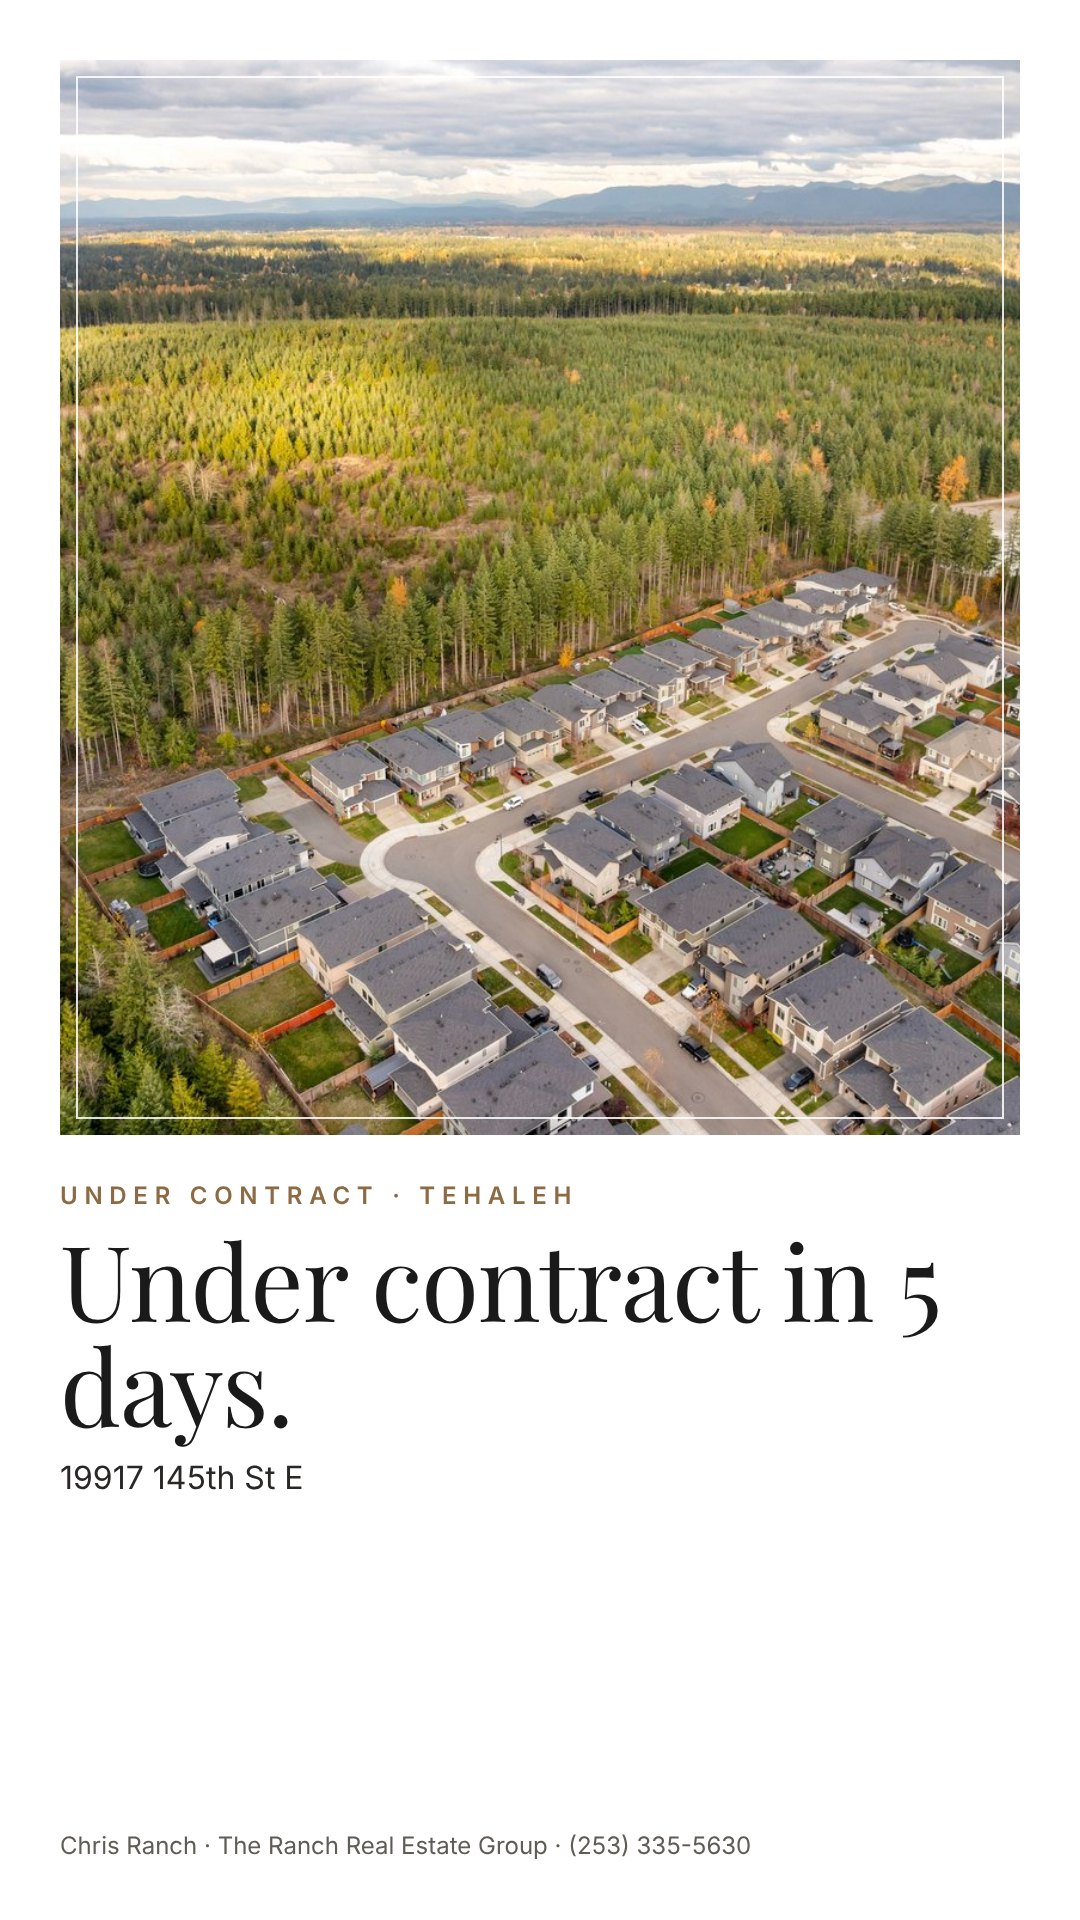 UNDER CONTRACT · TEHALEH
Under contract in 5
days.
19917 145th St E
Chris Ranch · The Ranch Real Estate Group · (253) 335-5630